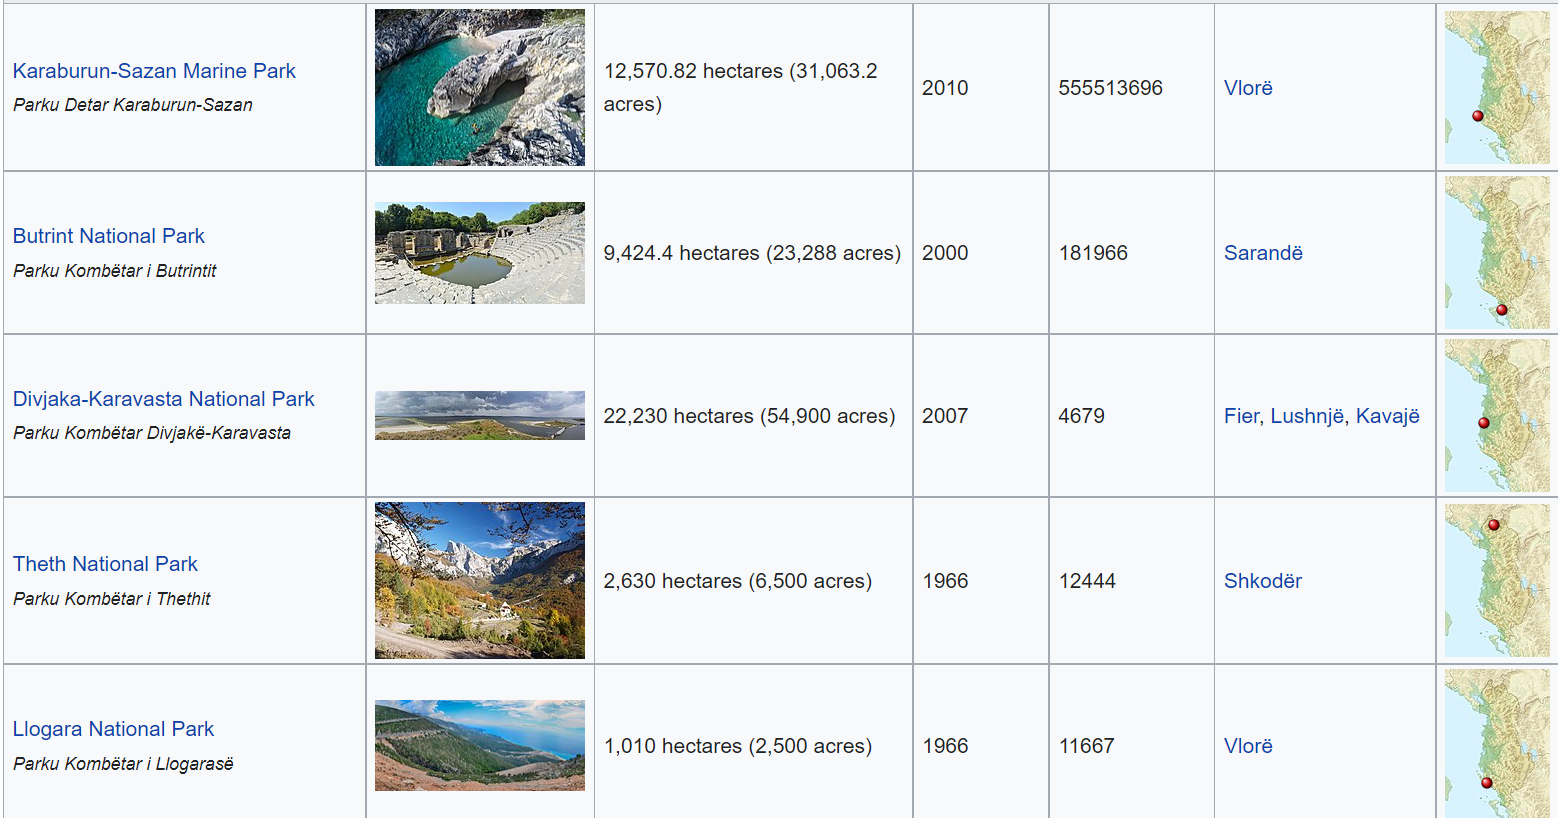 Karaburun-Sazan Marine Park
Parku Detar Karaburun-Sazan
12,570.82 hectares (31,063.2
acres)
2010
555513696
Vlorë
Butrint National Park
Parku Kombëtar i Butrintit
9,424.4 hectares (23,288 acres)
2000
181966
Sarandë
Divjaka-Karavasta National Park
Parku Kombëtar Divjakë-Karavasta
22,230 hectares (54,900 acres)
2007
4679
Fier, Lushnjë, Kavajë
Theth National Park
Parku Kombëtar i Thethit
2,630 hectares (6,500 acres)
1966
12444
Shkodër
Llogara National Park
Parku Kombëtar i Llogarasë
1,010 hectares (2,500 acres)
1966
11667
Vlorë